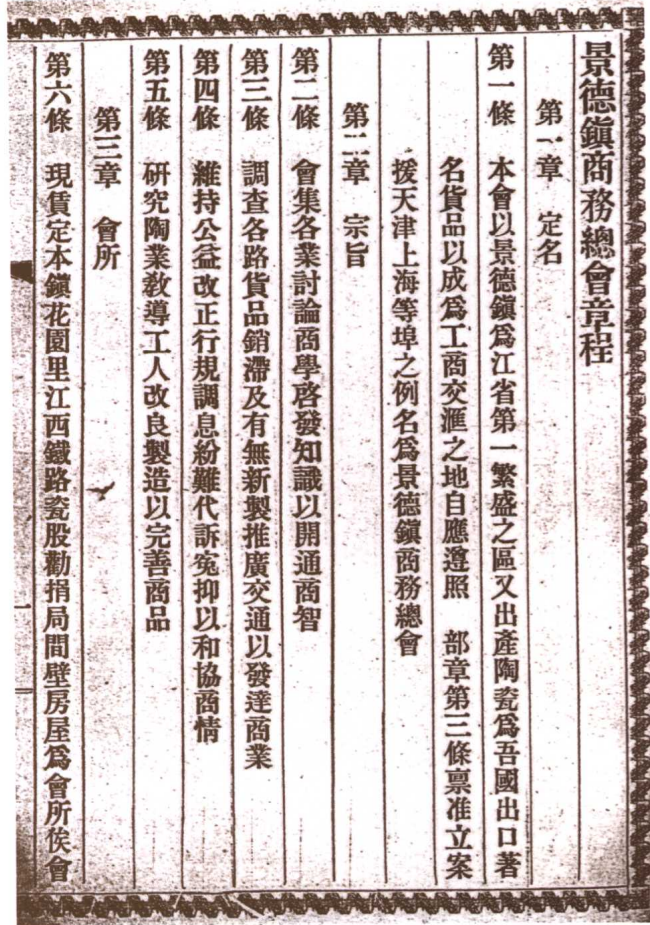 景德鎭商務總會章程
第一章　定名
第一條　本會以景德鎭爲江省第一繁盛之區又出產陶瓷爲吾國出口著
名貨品以成爲工商交滙之地自應遵照　部章第三條禀准立案
援天津上海等埠之例名爲景德鎭商務總會
第二章　宗旨
第二條　會集各業討論商學啓發知識以開通商智
第三條　調查各路貨品銷滯及有無新製推廣交通以發達商業
第四條　維持公益改正行規調息紛難代訴寃抑以和協商情
第五條　硏究陶業敎導工人改良製造以完善商品
第三章　會所
第六條　現賃定本鎭花園里江西鐵路瓷股勸捐局間壁房屋爲會所俟會